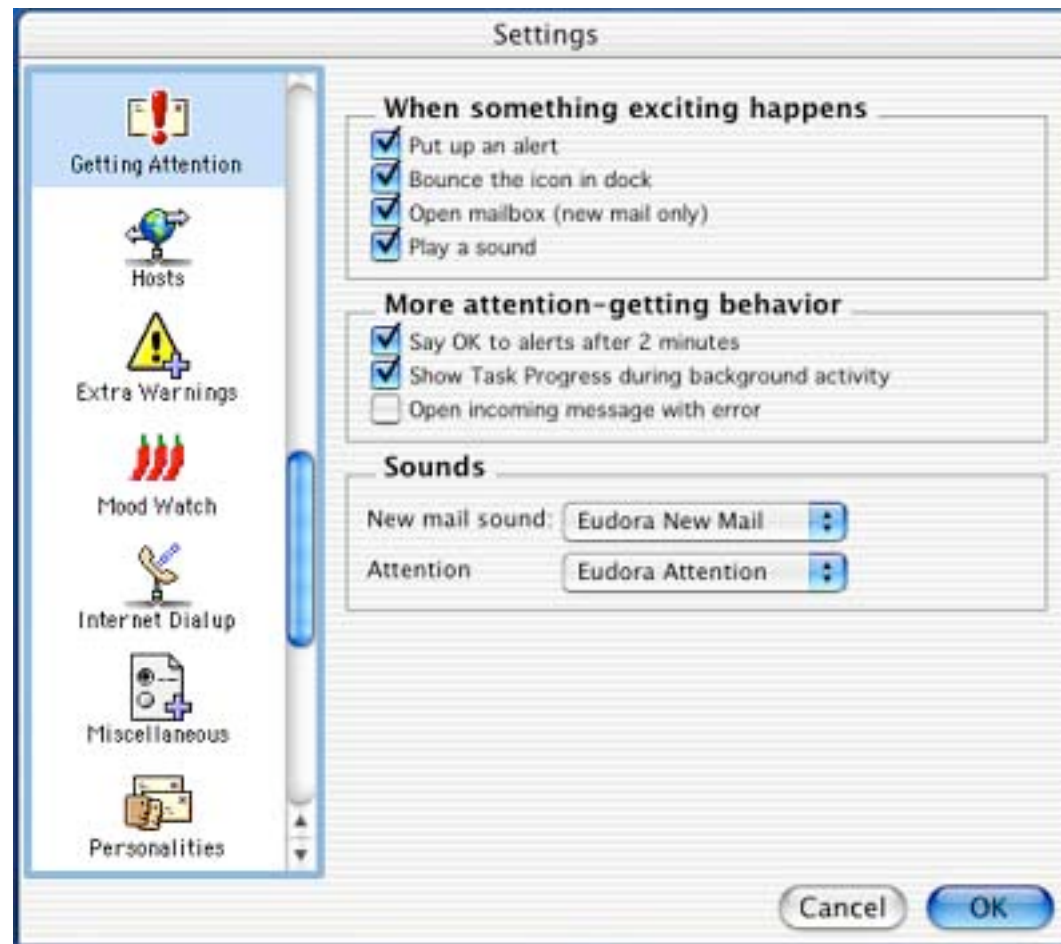 Settings
Getting Attention
Hosts
Extra Warnings
Mood Watch
Internet Dialup
Miscellaneous
Personalities
When something exciting happens
Put up an alert
Bounce the icon in dock
Open mailbox (new mail only)
Play a sound
More attention-getting behavior
Say OK to alerts after 2 minutes
Show Task Progress during background activity
Open incoming message with error
Sounds
New mail sound: Eudora New Mail
Attention Eudora Attention
Cancel OK